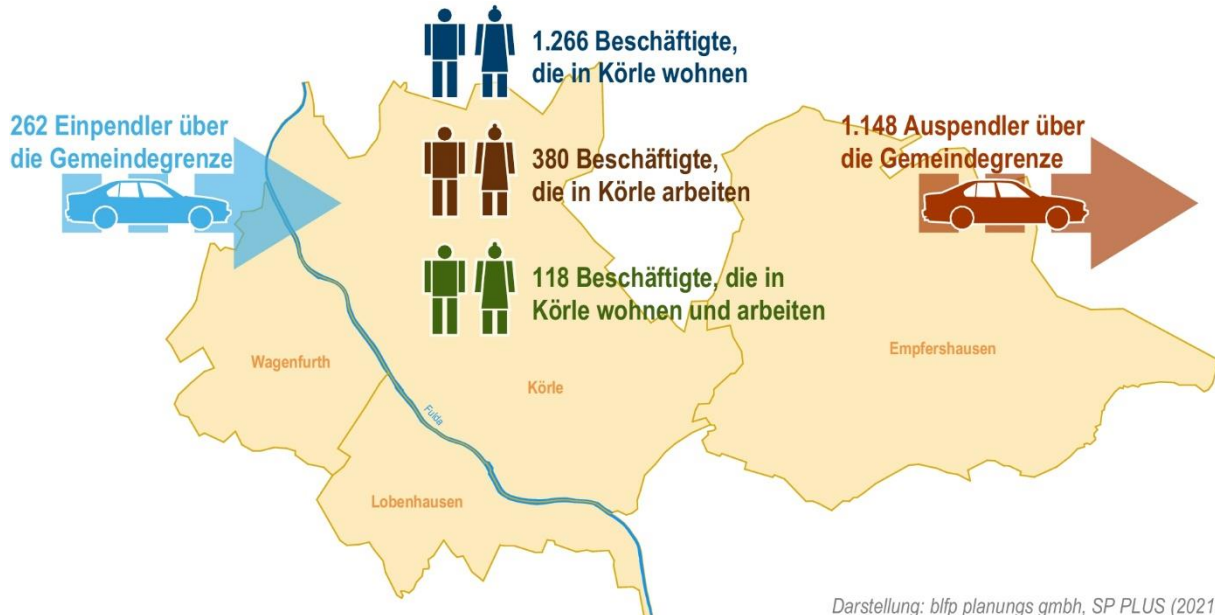 1.266 Beschäftigte,
die in Körle wohnen
262 Einpendler über
die Gemeindegrenze
1.148 Auspendler über
die Gemeindegrenze
380 Beschäftigte,
die in Körle arbeiten
118 Beschäftigte, die in
Körle wohnen und arbeiten
Wagenfurth
Körle
Empfershausen
Fulda
Lobenhausen
Darstellung: blfp planungs gmbh, SP PLUS (2021